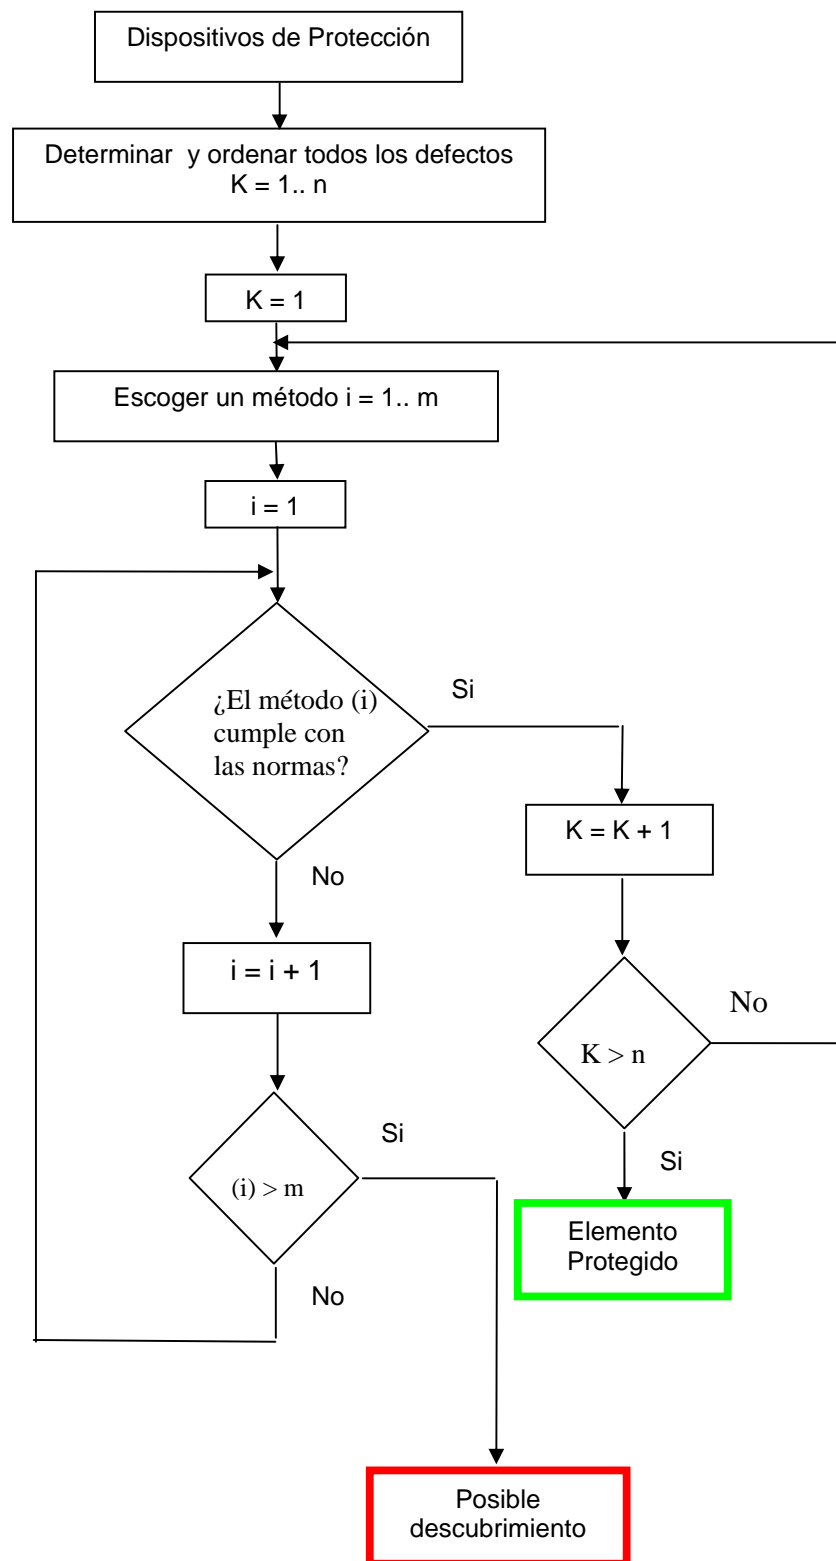 Dispositivos de Protección
Determinar y ordenar todos los defectos
K = 1.. n
K = 1
Escoger un método i = 1.. m
i = 1
¿El método (i)
cumple con
las normas?
Si
K = K + 1
No
i = i + 1
No
K > n
Si
(i) > m
Si
Elemento
Protegido
No
Posible
descubrimiento